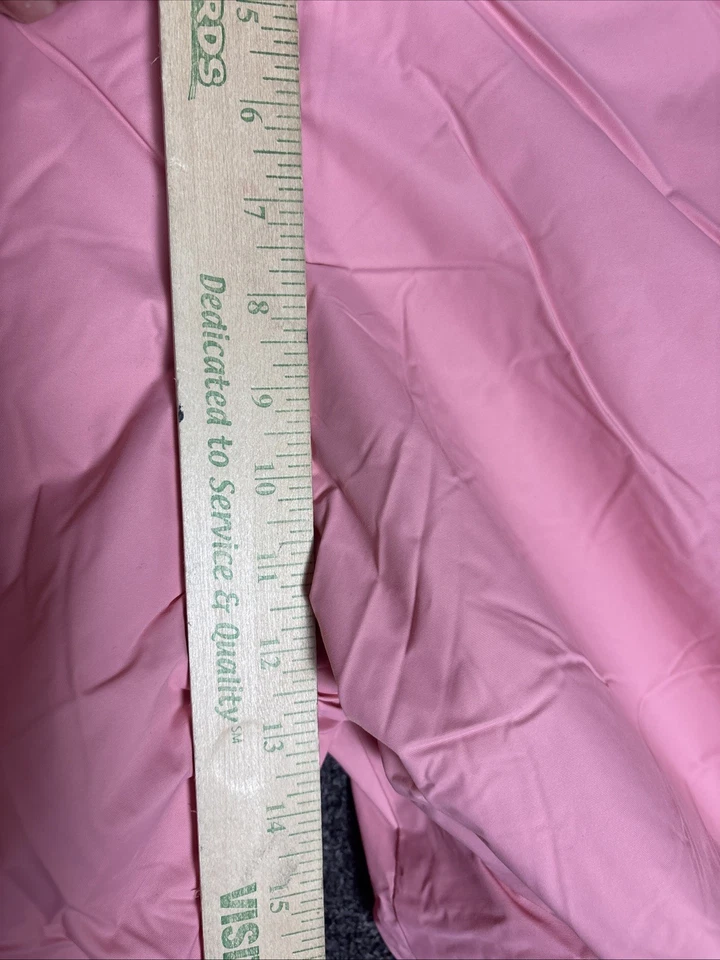 RDS
5 6 7 8 9 10 11 12 13 14 15
Dedicated to Service & Quality SM
VIS